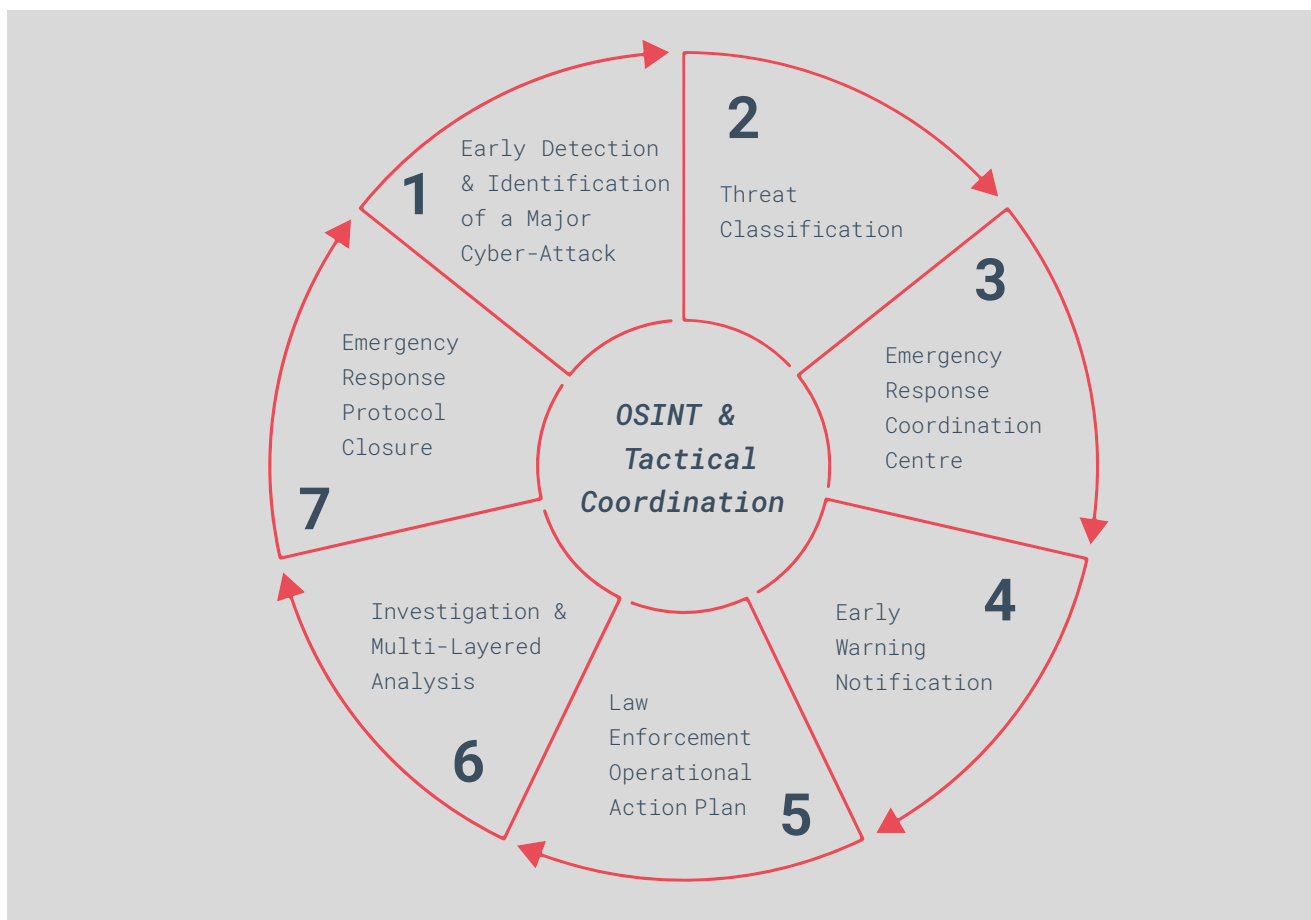 1
Early Detection
& Identification
of a Major
Cyber-Attack
2
Threat
Classification
3
Emergency
Response
Coordination
Centre
4
Early
Warning
Notification
5
Law
Enforcement
Operational
Action Plan
6
Investigation &
Multi-Layered
Analysis
7
Emergency
Response
Protocol
Closure
OSINT &
Tactical
Coordination